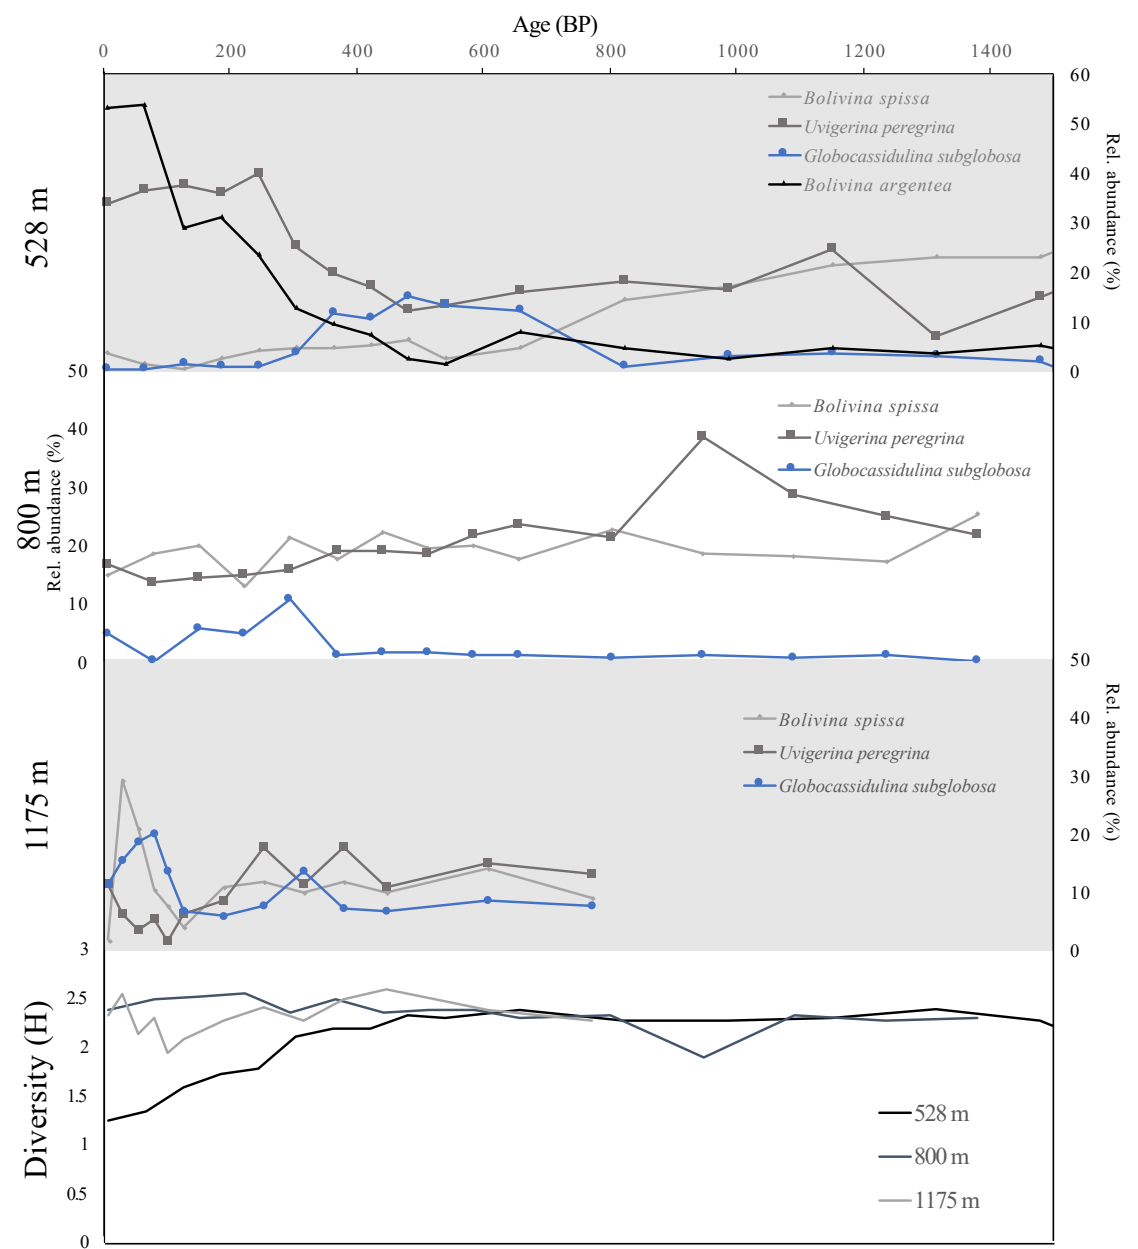 Age (BP)
0 200 400 600 800 1000 1200 1400
528 m
60
50
40
30
20
10
0
Rel. abundance (%)
Bolivina spissa
Uvigerina peregrina
Globocassidulina subglobosa
Bolivina argentea
800 m
Rel. abundance (%)
50
40
30
20
10
0
Bolivina spissa
Uvigerina peregrina
Globocassidulina subglobosa
1175 m
50
40
30
20
10
0
Rel. abundance (%)
Bolivina spissa
Uvigerina peregrina
Globocassidulina subglobosa
Diversity (H)
3
2.5
2
1.5
1
0.5
0
528 m
800 m
1175 m